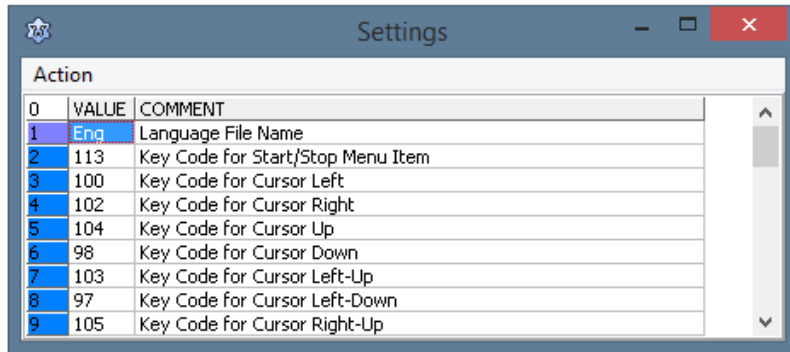 Settings
Action
0 VALUE COMMENT
1 Eng Language File Name
2 113 Key Code for Start/Stop Menu Item
3 100 Key Code for Cursor Left
4 102 Key Code for Cursor Right
5 104 Key Code for Cursor Up
6 98 Key Code for Cursor Down
7 103 Key Code for Cursor Left-Up
8 97 Key Code for Cursor Left-Down
9 105 Key Code for Cursor Right-Up